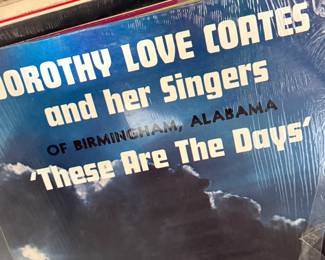 DOROTHY LOVE COATES
and her Singers
OF BIRMINGHAM, ALABAMA
'These Are The Days'